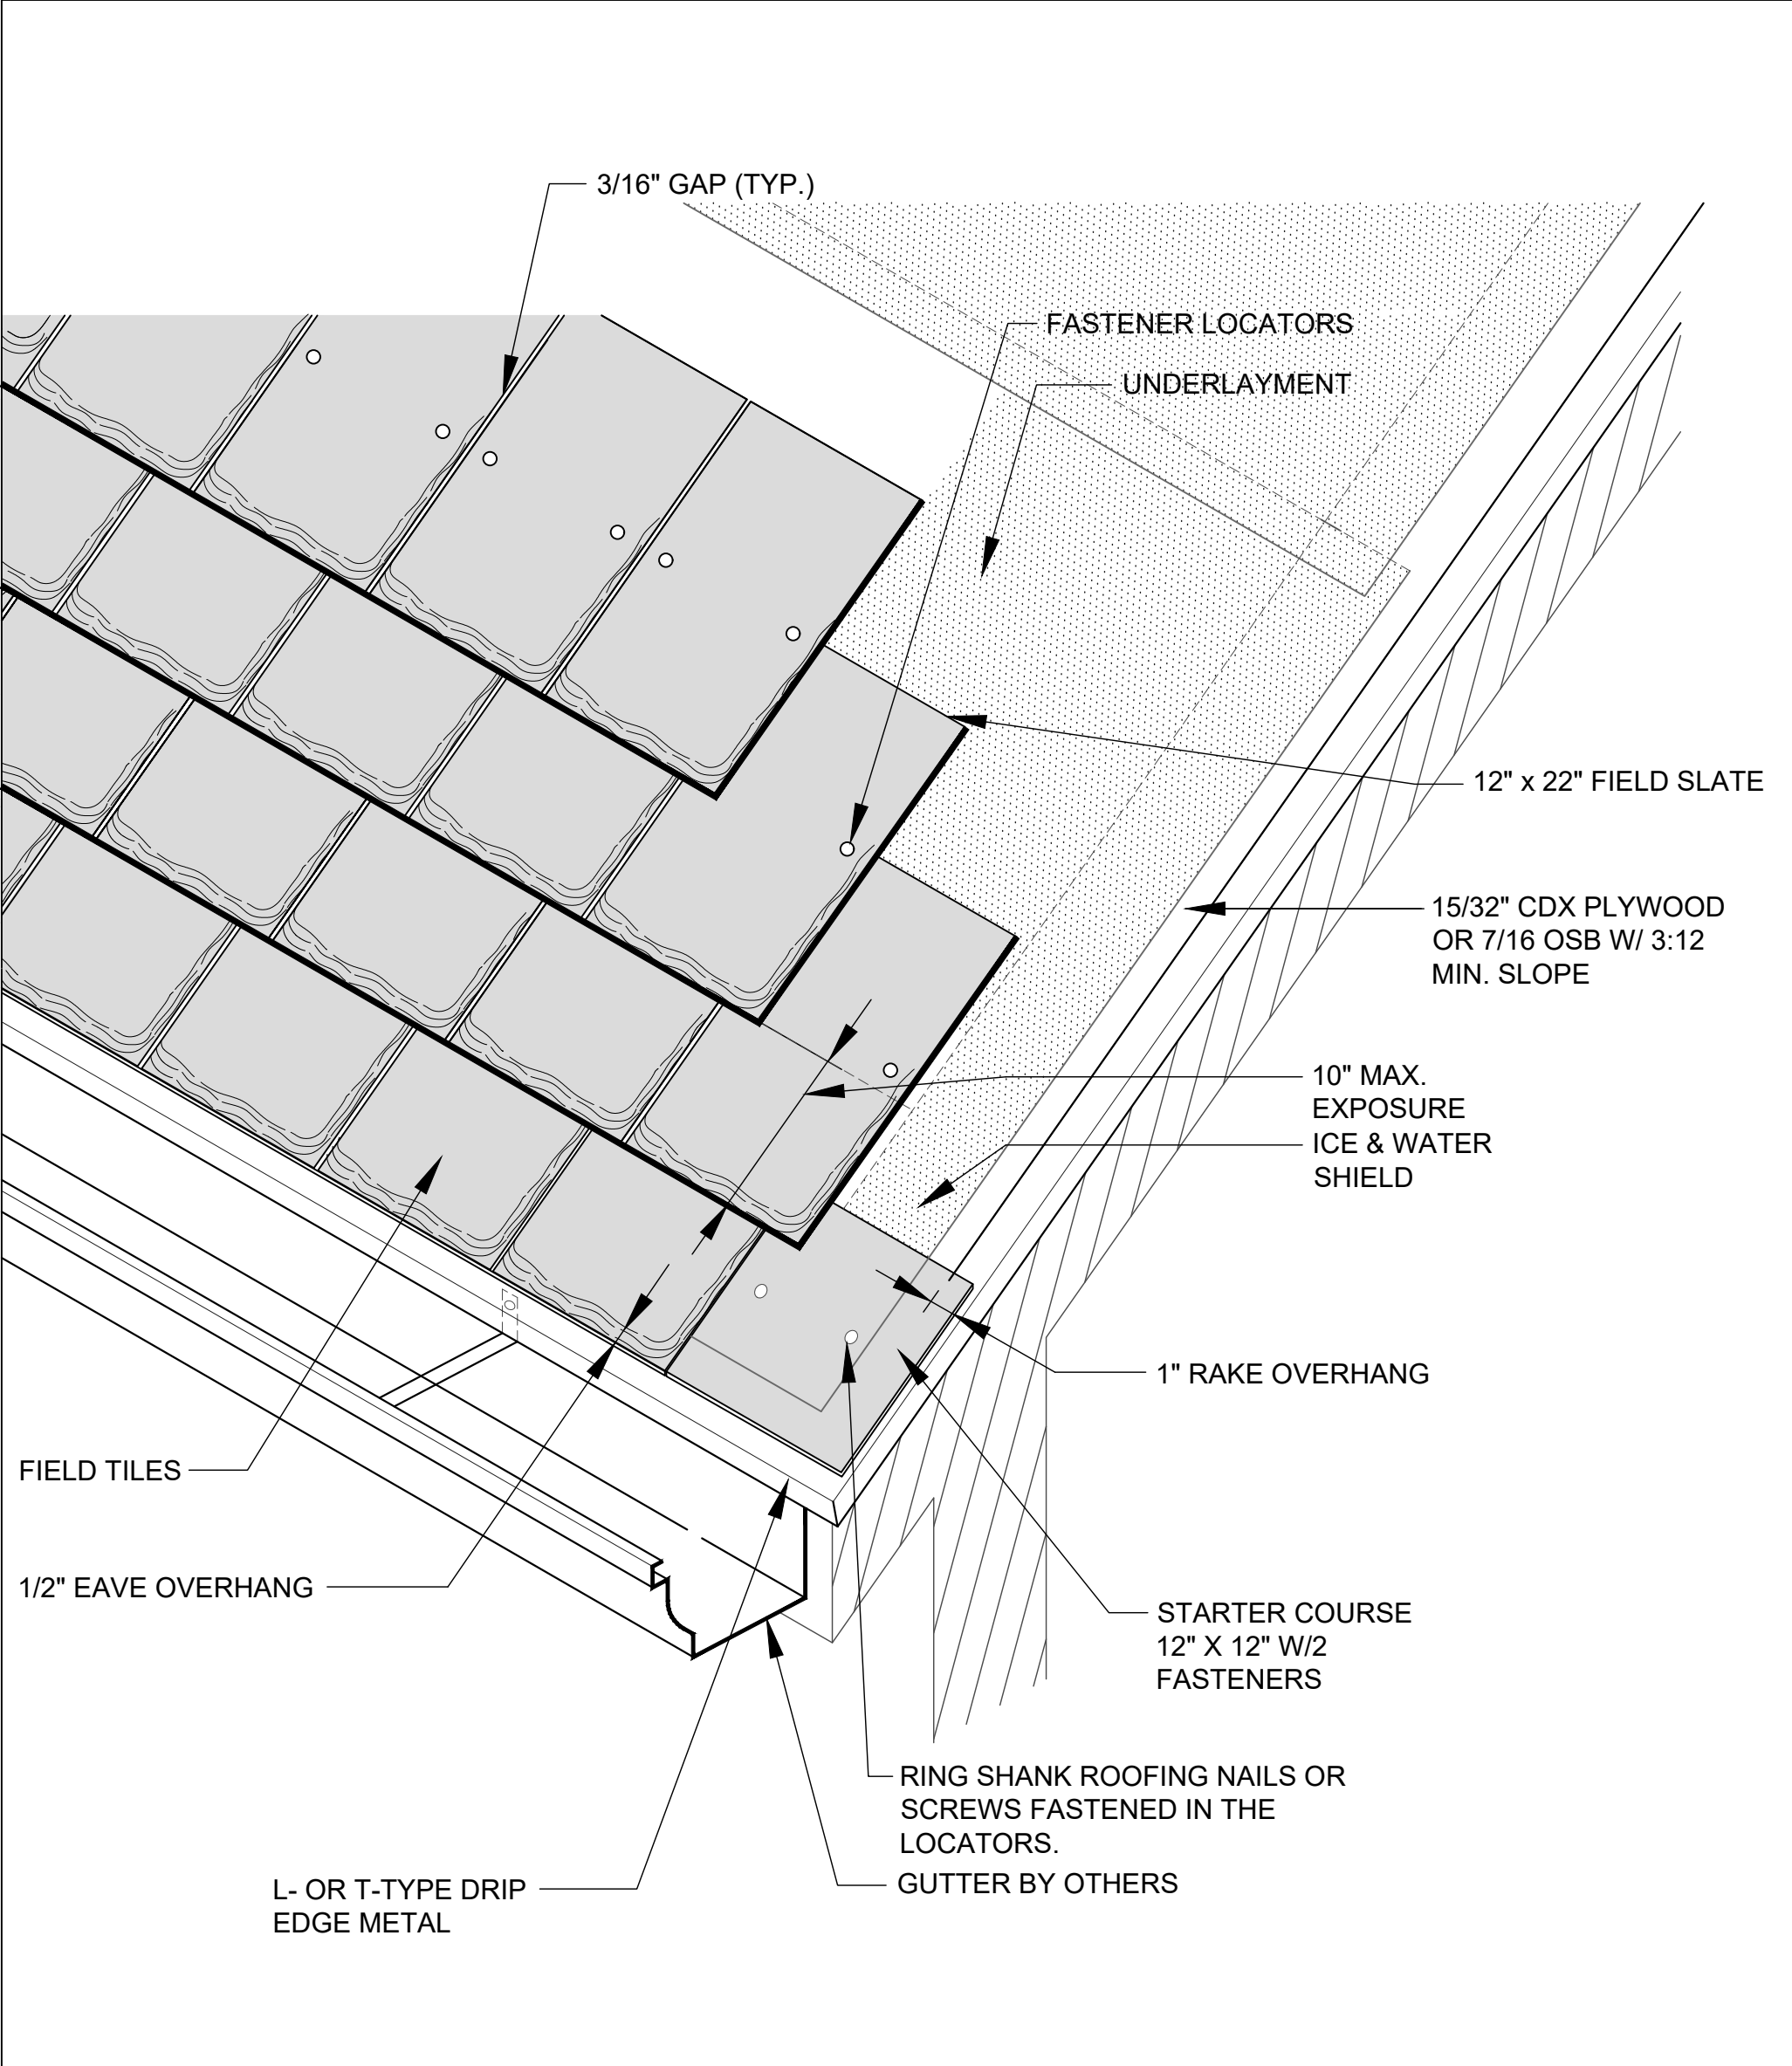 3/16" GAP (TYP.)
FASTENER LOCATORS
UNDERLAYMENT
12" x 22" FIELD SLATE
15/32" CDX PLYWOOD
OR 7/16 OSB W/ 3:12
MIN. SLOPE
10" MAX.
EXPOSURE
ICE & WATER
SHIELD
1" RAKE OVERHANG
FIELD TILES
1/2" EAVE OVERHANG
STARTER COURSE
12" X 12" W/2
FASTENERS
RING SHANK ROOFING NAILS OR
SCREWS FASTENED IN THE
LOCATORS.
GUTTER BY OTHERS
L- OR T-TYPE DRIP
EDGE METAL